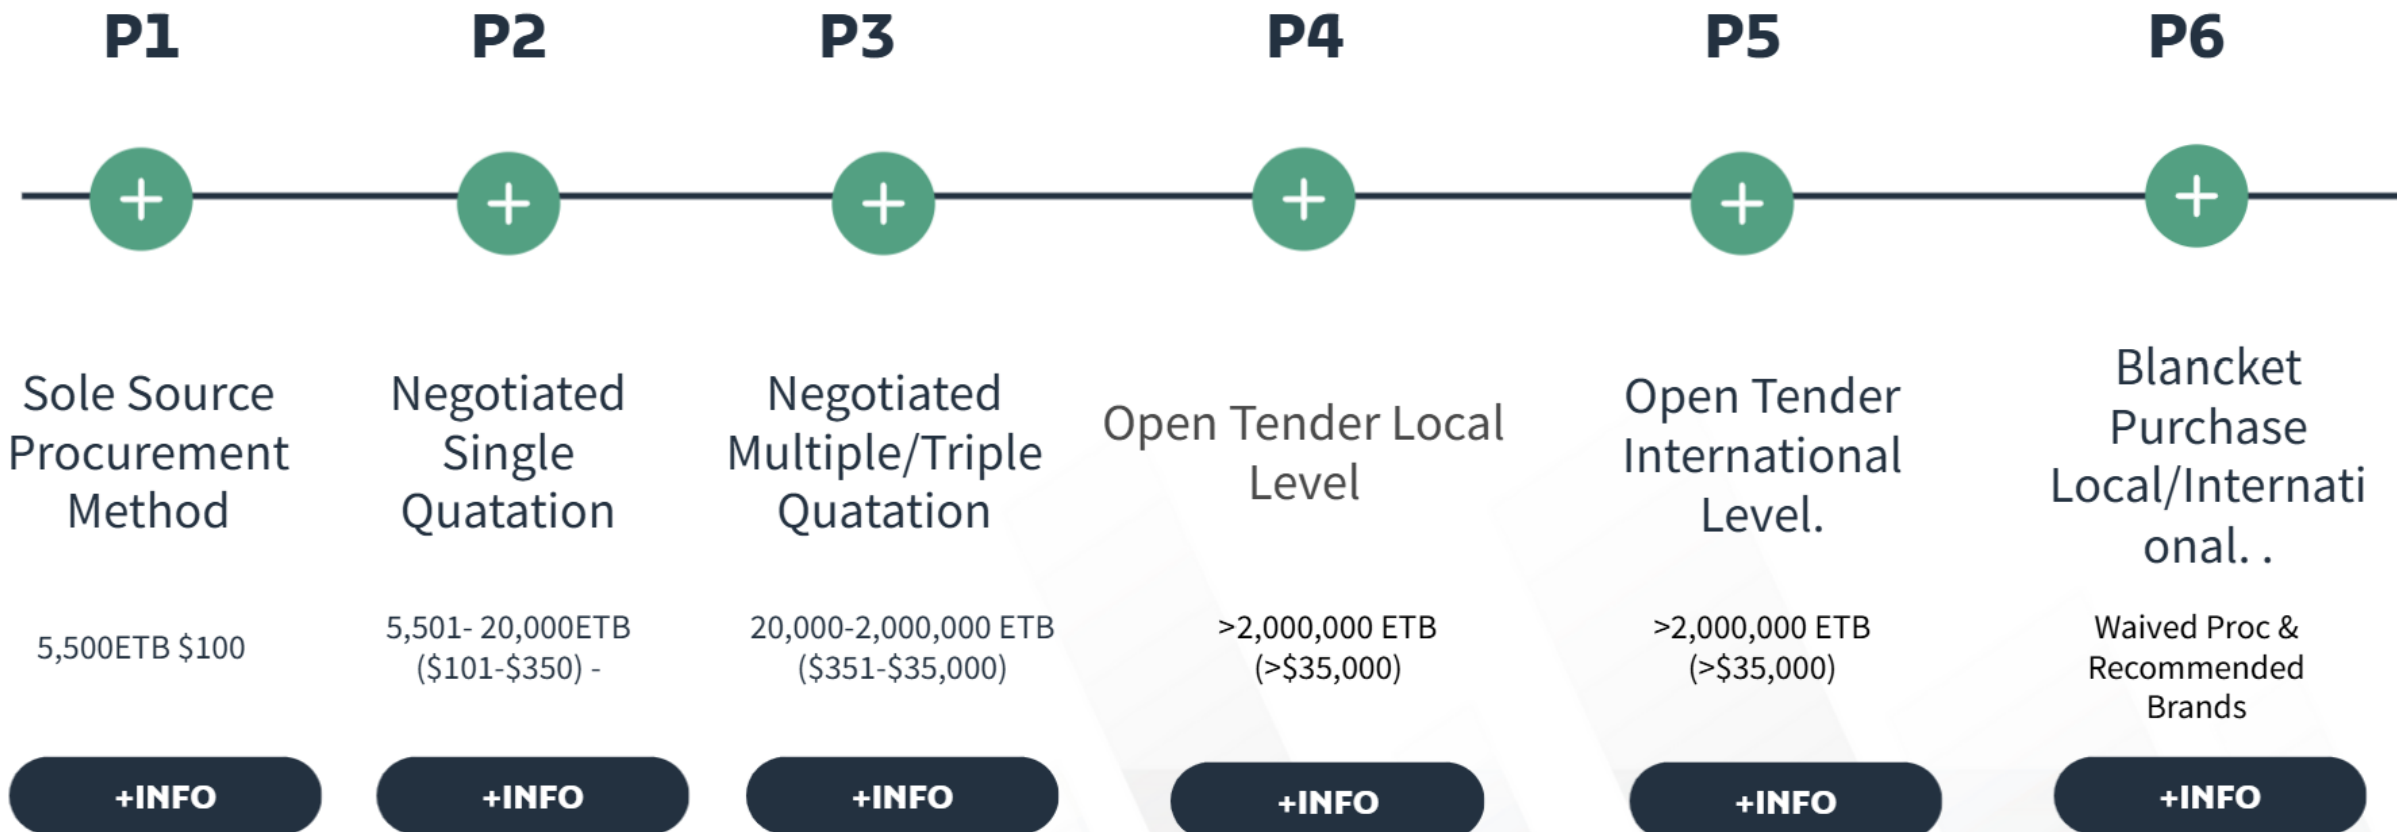 P1
P2
P3
P4
P5
P6
Sole Source
Procurement
Method
Negotiated
Single
Quatation
Negotiated
Multiple/Triple
Quatation
Open Tender Local
Level
Open Tender
International
Level.
Blancket
Purchase
Local/Internati
onal. .
5,500ETB $100
5,501- 20,000ETB
($101-$350) -
20,000-2,000,000 ETB
($351-$35,000)
>2,000,000 ETB
(>$35,000)
>2,000,000 ETB
(>$35,000)
Waived Proc &
Recommended
Brands
+INFO
+INFO
+INFO
+INFO
+INFO
+INFO